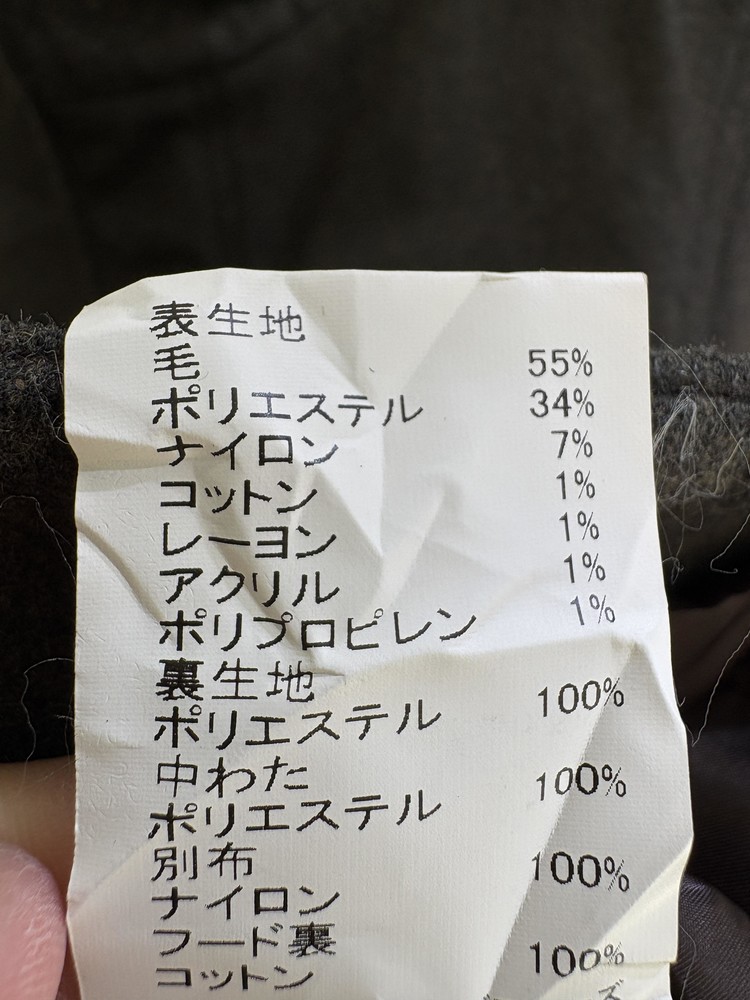 表生地
毛 55%
ポリエステル 34%
ナイロン 7%
コットン 1%
レーヨン 1%
アクリル 1%
ポリプロピレン 1%
裏生地
ポリエステル 100%
中わた
ポリエステル 100%
別布
ナイロン 100%
フード裏
コットン 100%